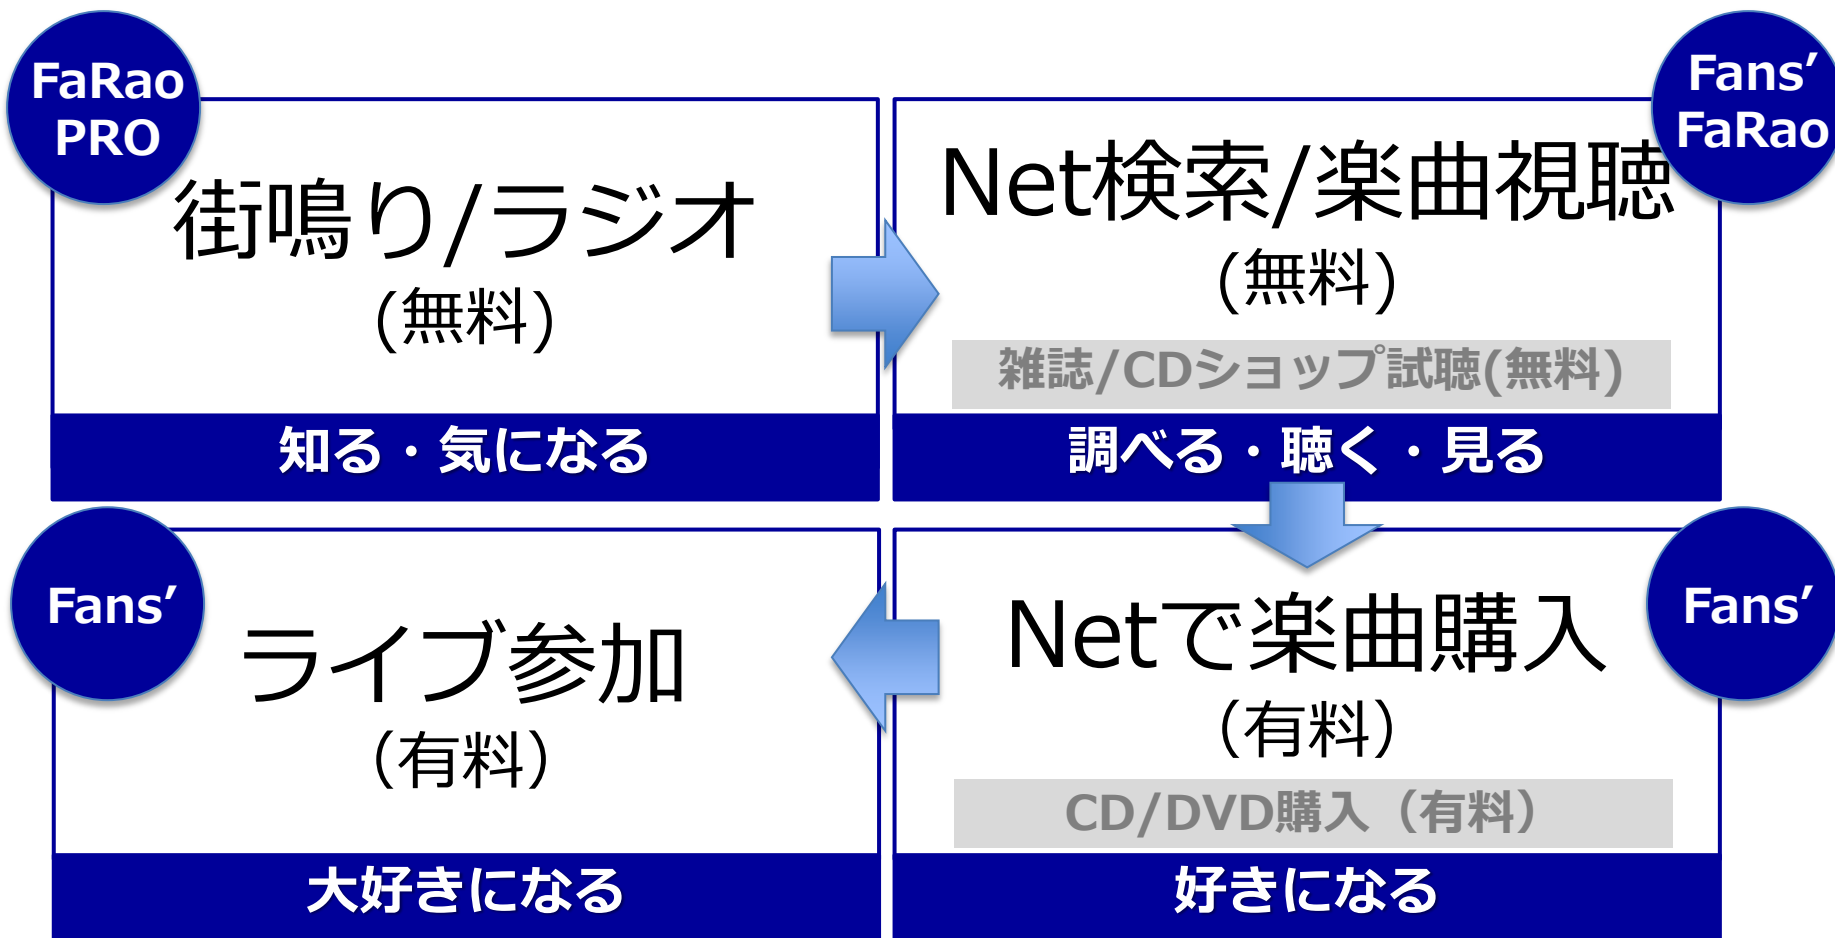 FaRao
PRO
街鳴り/ラジオ
(無料)
知る・気になる
Fans’
FaRao
Net検索/楽曲視聴
(無料)
雑誌/CDショップ試聴(無料)
調べる・聴く・見る
Fans’
Netで楽曲購入
（有料）
CD/DVD購入（有料）
好きになる
Fans’
ライブ参加
（有料）
大好きになる